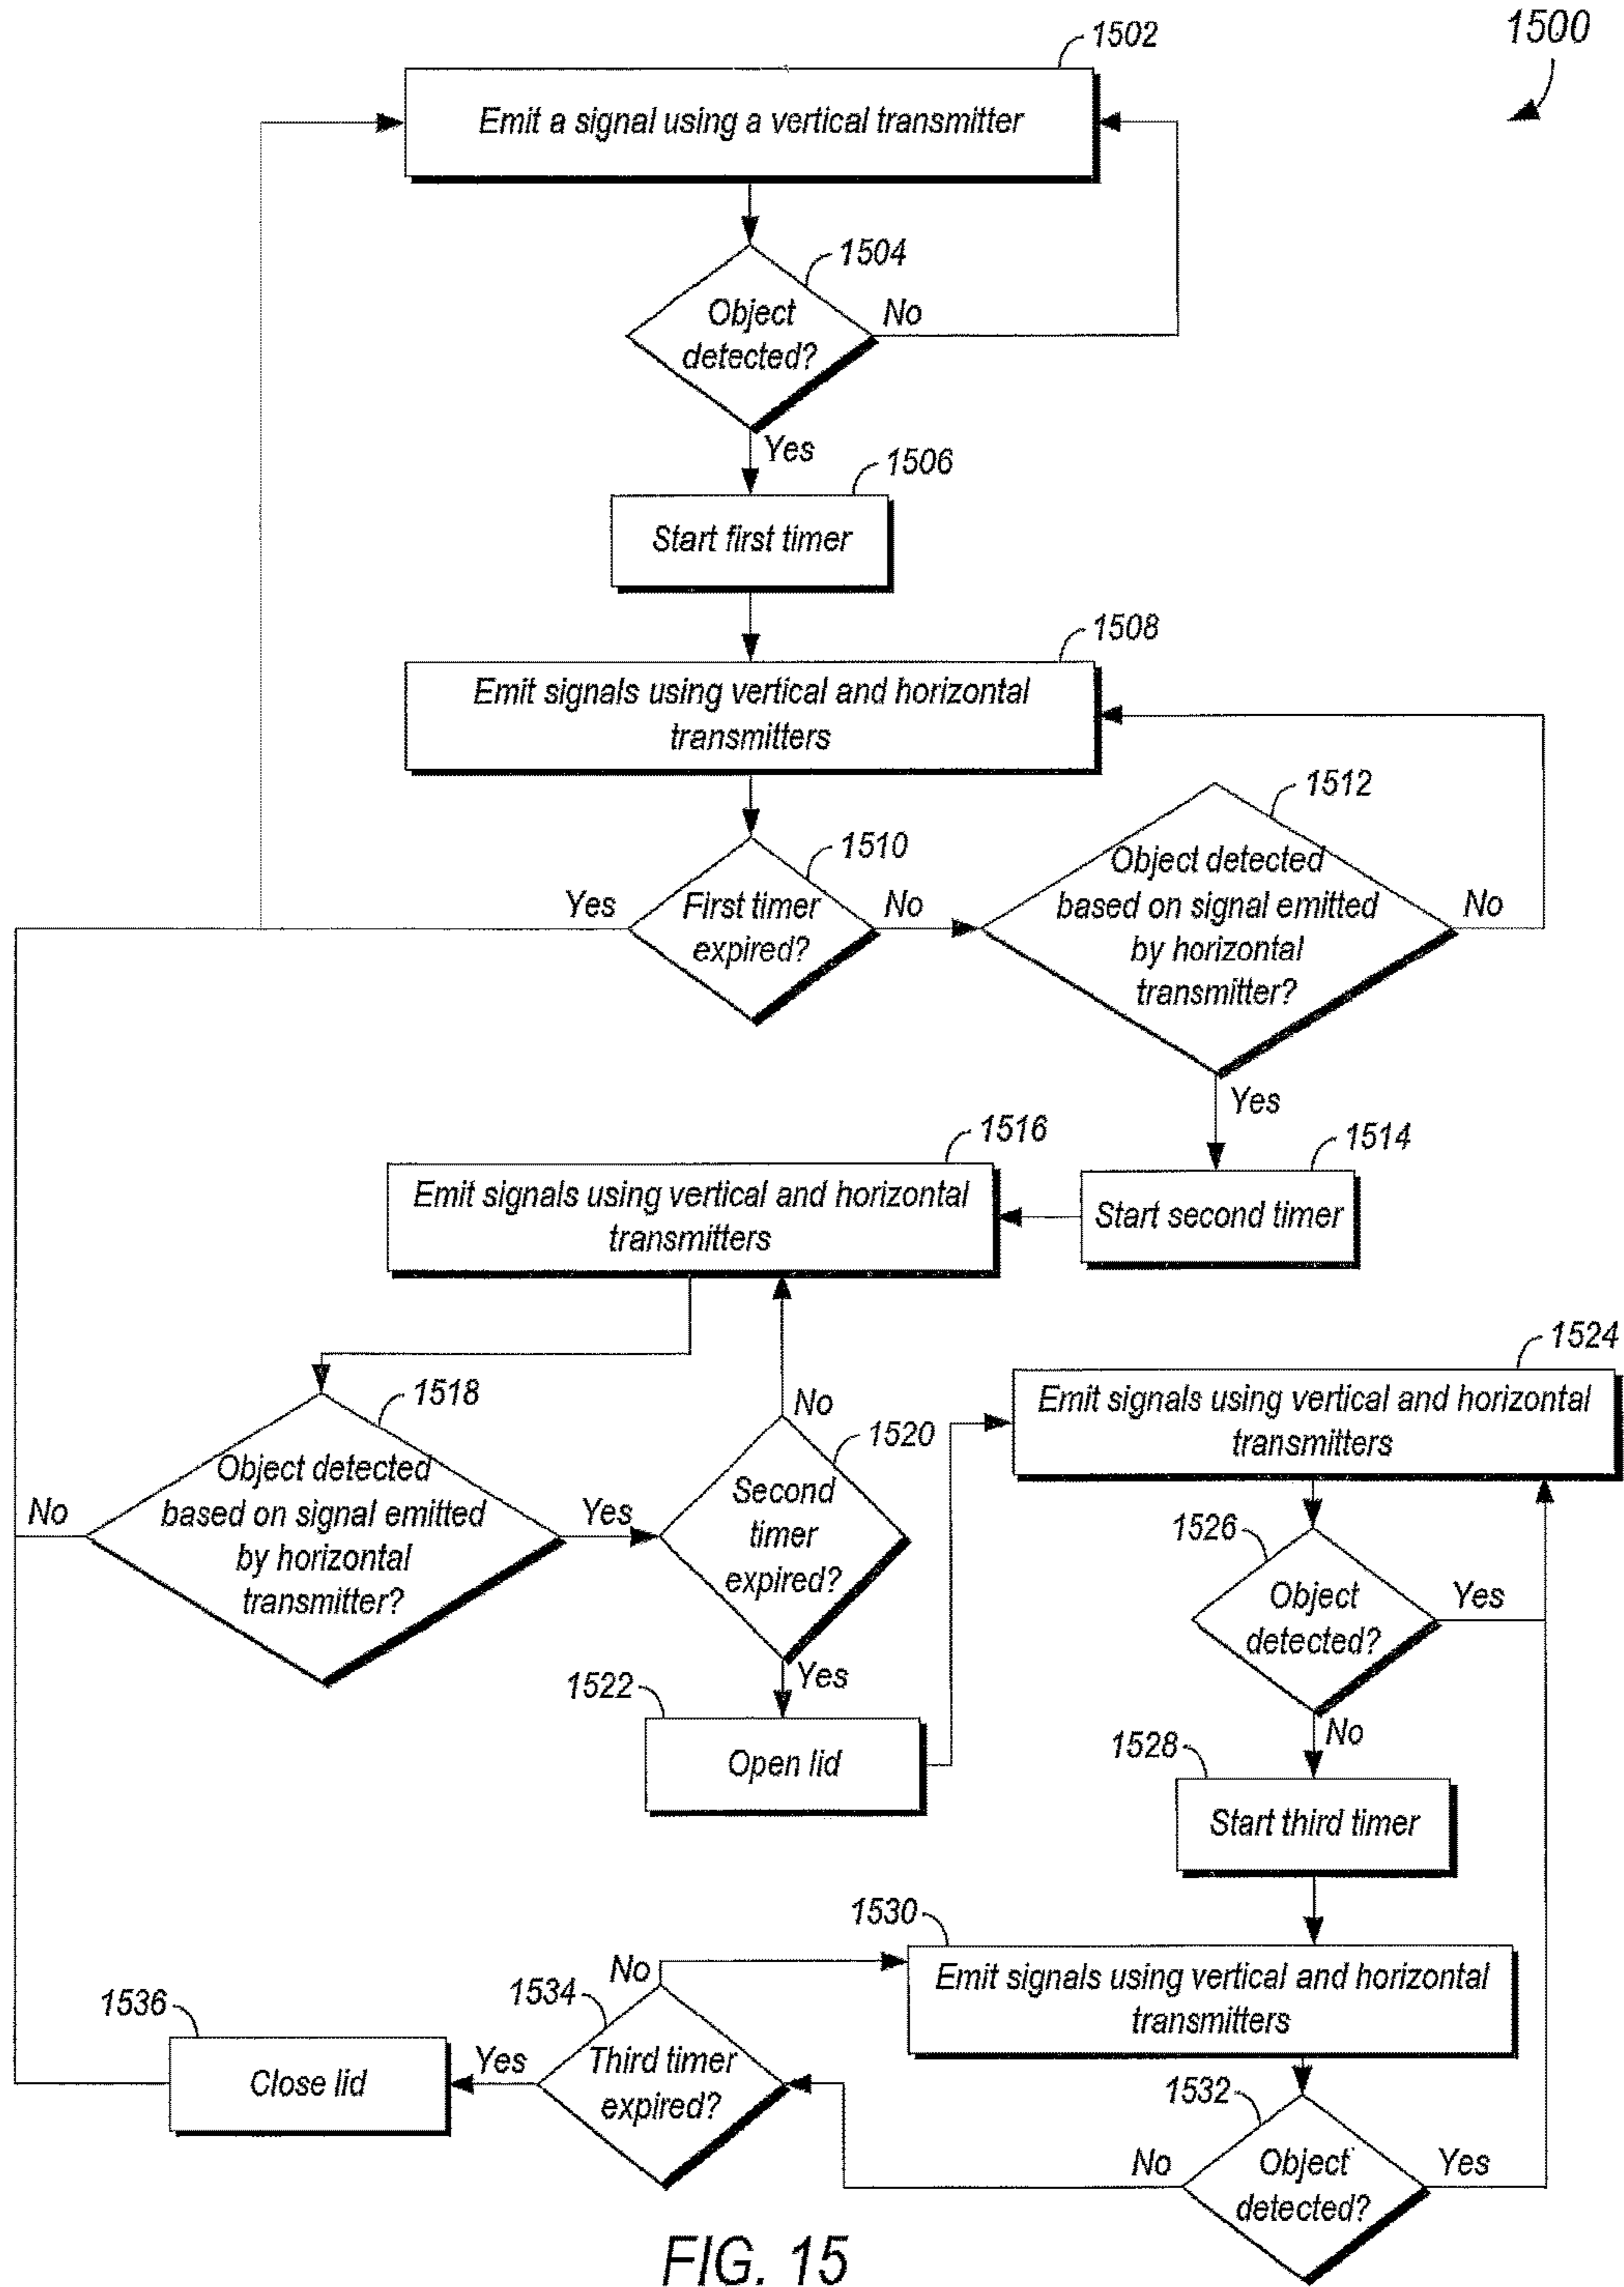 1500
1502
Emit a signal using a vertical transmitter
1504
Object
detected?
No
Yes
1506
Start first timer
1508
Emit signals using vertical and horizontal
transmitters
1510
First timer
expired?
Yes
No
1512
Object detected
based on signal emitted
by horizontal
transmitter?
No
Yes
1514
Start second timer
1516
Emit signals using vertical and horizontal
transmitters
1518
Object detected
based on signal emitted
by horizontal
transmitter?
No
Yes
1520
Second
timer
expired?
No
Yes
1522
Open lid
1524
Emit signals using vertical and horizontal
transmitters
1526
Object
detected?
Yes
No
1528
Start third timer
1530
Emit signals using vertical and horizontal
transmitters
1532
Object
detected?
Yes
No
1534
Third timer
expired?
No
Yes
1536
Close lid
FIG. 15